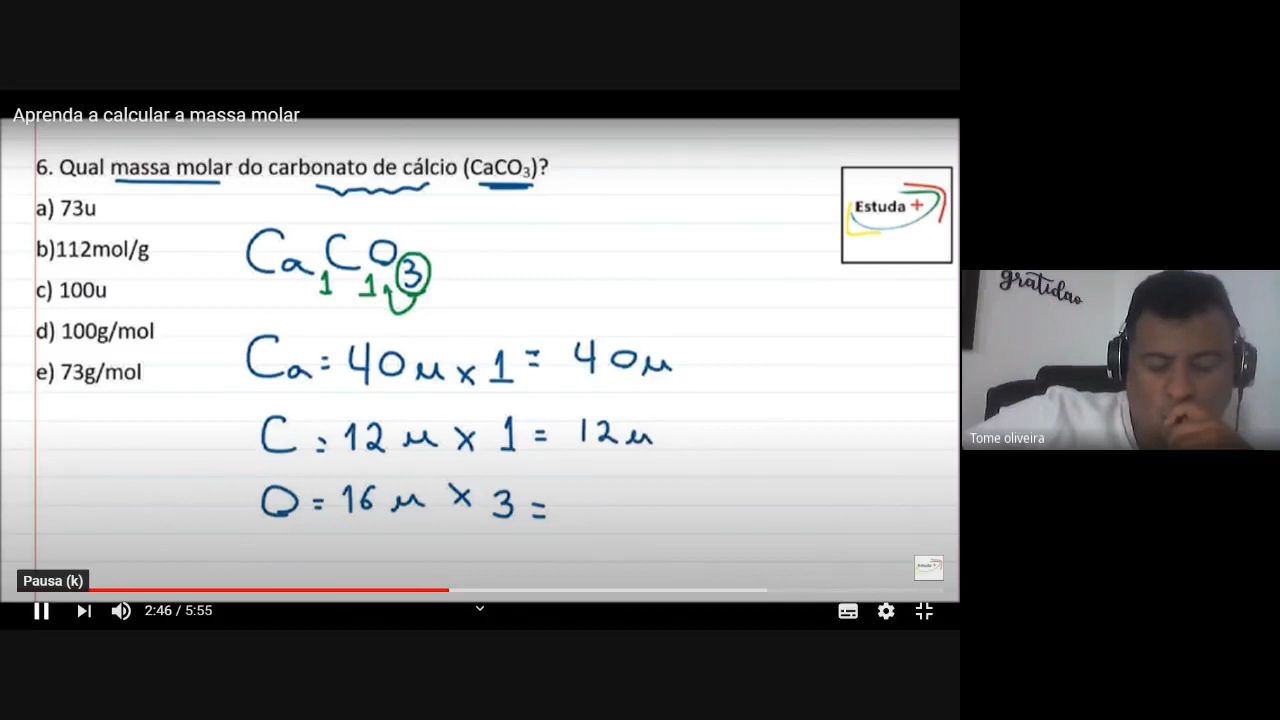 Aprenda a calcular a massa molar
6. Qual massa molar do carbonato de cálcio (CaCO₃)?
a) 73u
b)112mol/g
c) 100u
d) 100g/mol
e) 73g/mol
CaCO3
1 1
Ca = 40u x 1 = 40u
C = 12u x 1 = 12u
O = 16u x 3 =
Estuda +
Estuda +
gratidão
Tome oliveira
Pausa (k)
2:46 / 5:55